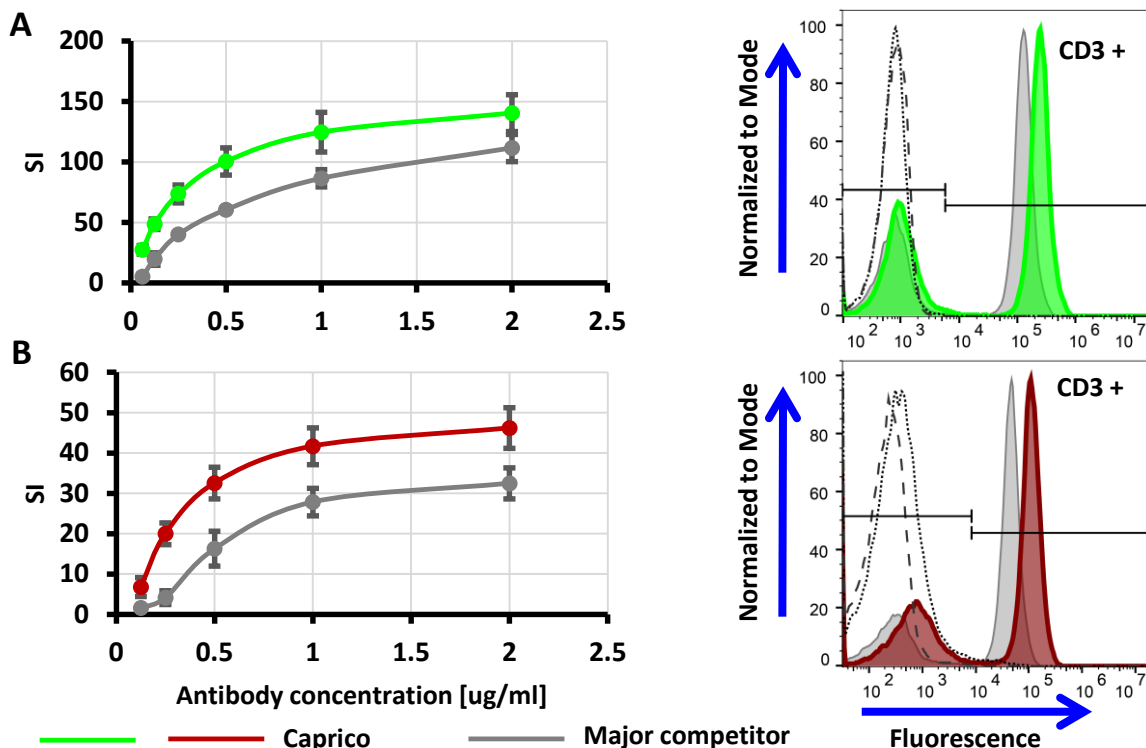 A
SI
200
150
100
50
0
0 0.5 1 1.5 2 2.5
Normalized to Mode
CD3 +
100
80
60
40
20
0
10^2 10^3 10^4 10^5 10^6 10^7
B
SI
60
50
40
30
20
10
0
0 0.5 1 1.5 2 2.5
Antibody concentration [ug/ml]
Normalized to Mode
CD3 +
100
80
60
40
20
0
10^2 10^3 10^4 10^5 10^6 10^7
Fluorescence
Caprico
Major competitor